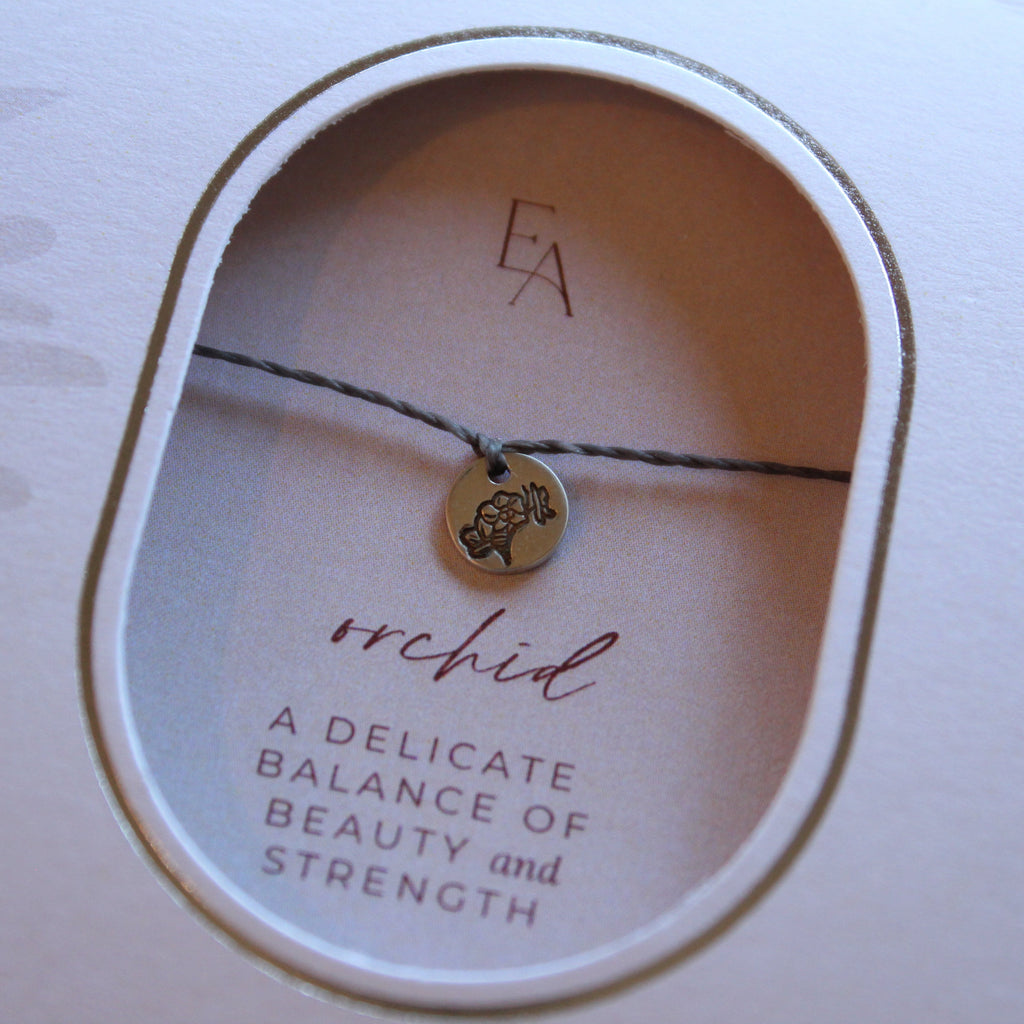 EA
orchid
A DELICATE
BALANCE OF
BEAUTY and
STRENGTH